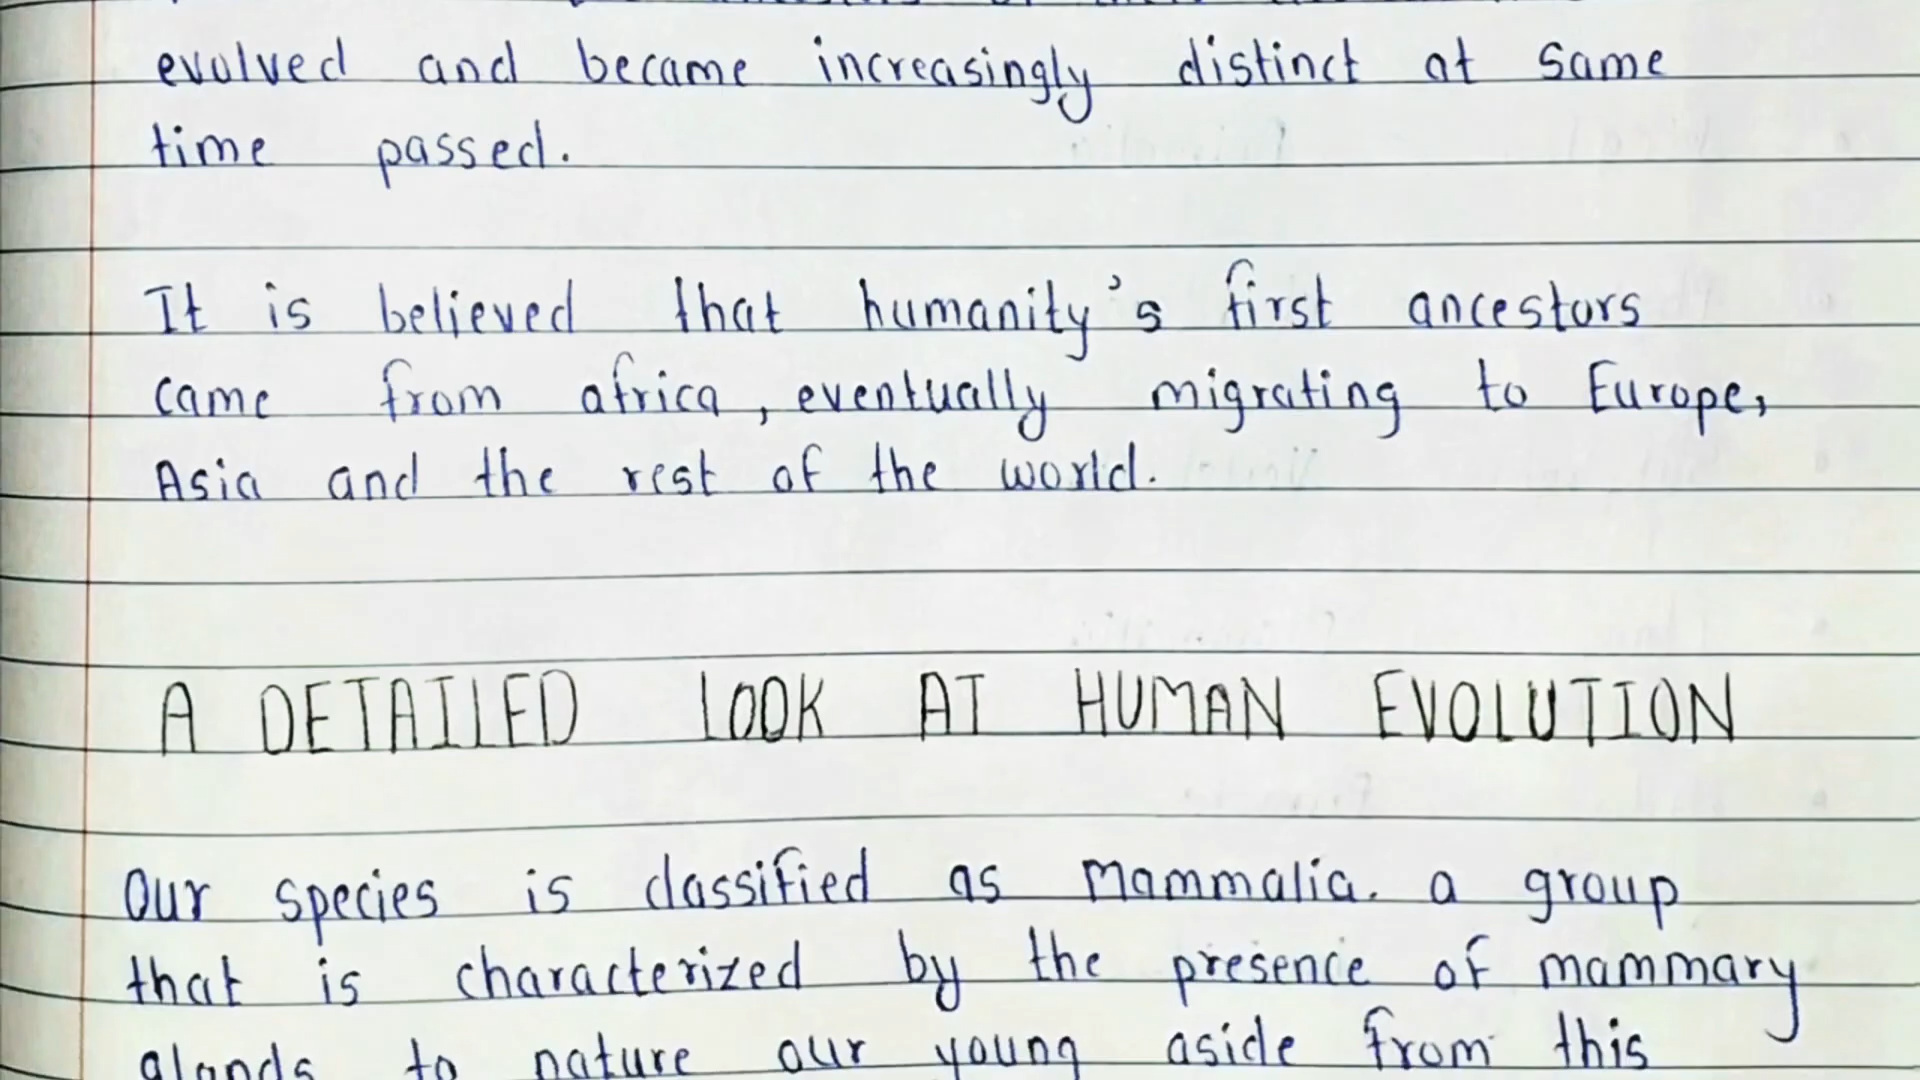 evolved and became increasingly distinct at same
time passed.
It is believed that humanity's first ancestors
came from africa, eventually migrating to Europe,
Asia and the rest of the world.
A DETAILED LOOK AT HUMAN EVOLUTION
Our species is classified as Mammalia. a group
that is characterized by the presence of mammary
glands to nature our young aside from this